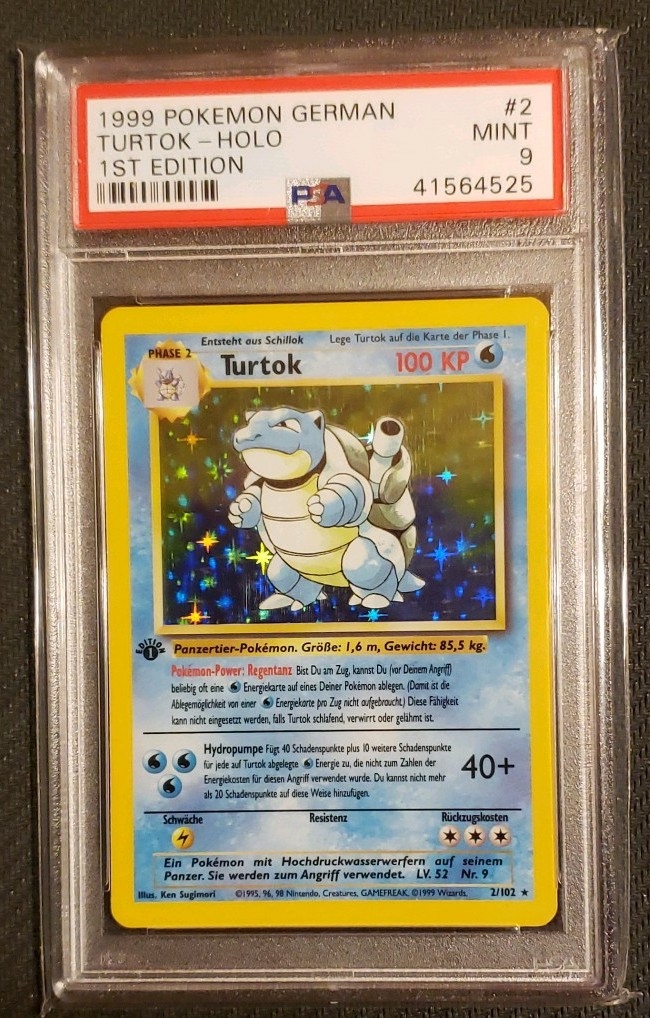 1999 POKEMON GERMAN #2
TURTOK – HOLO MINT
1ST EDITION 9
PSA 41564525
Entsteht aus Schillok Lege Turtok auf die Karte der Phase 1.
PHASE 2
Turtok 100 KP
EDITION 1
Panzertier-Pokémon. Größe: 1,6 m, Gewicht: 85,5 kg.
Pokémon-Power: Regentanz Bist Du am Zug, kannst Du (vor Deinem Angriff)
beliebig oft eine Energiekarte auf eines Deiner Pokémon ablegen. (Damit ist die
Ablegemöglichkeit von einer Energiekarte pro Zug nicht aufgebraucht.) Diese Fähigkeit
kann nicht eingesetzt werden, falls Turtok schlafend, verwirrt oder gelähmt ist.
Hydropumpe Fügt 40 Schadenspunkte plus 10 weitere Schadenspunkte
für jede auf Turtok abgelegte Energie zu, die nicht zum Zahlen der
Energiekosten für diesen Angriff verwendet wurde. Du kannst nicht mehr
als 20 Schadenspunkte auf diese Weise hinzufügen.
40+
Schwäche Resistenz Rückzugskosten
Ein Pokémon mit Hochdruckwasserwerfern auf seinem
Panzer. Sie werden zum Angriff verwendet. LV. 52 Nr. 9
Illus. Ken Sugimori ©1995, 96, 98 Nintendo, Creatures, GAMEFREAK. ©1999 Wizards. 2/102 ★